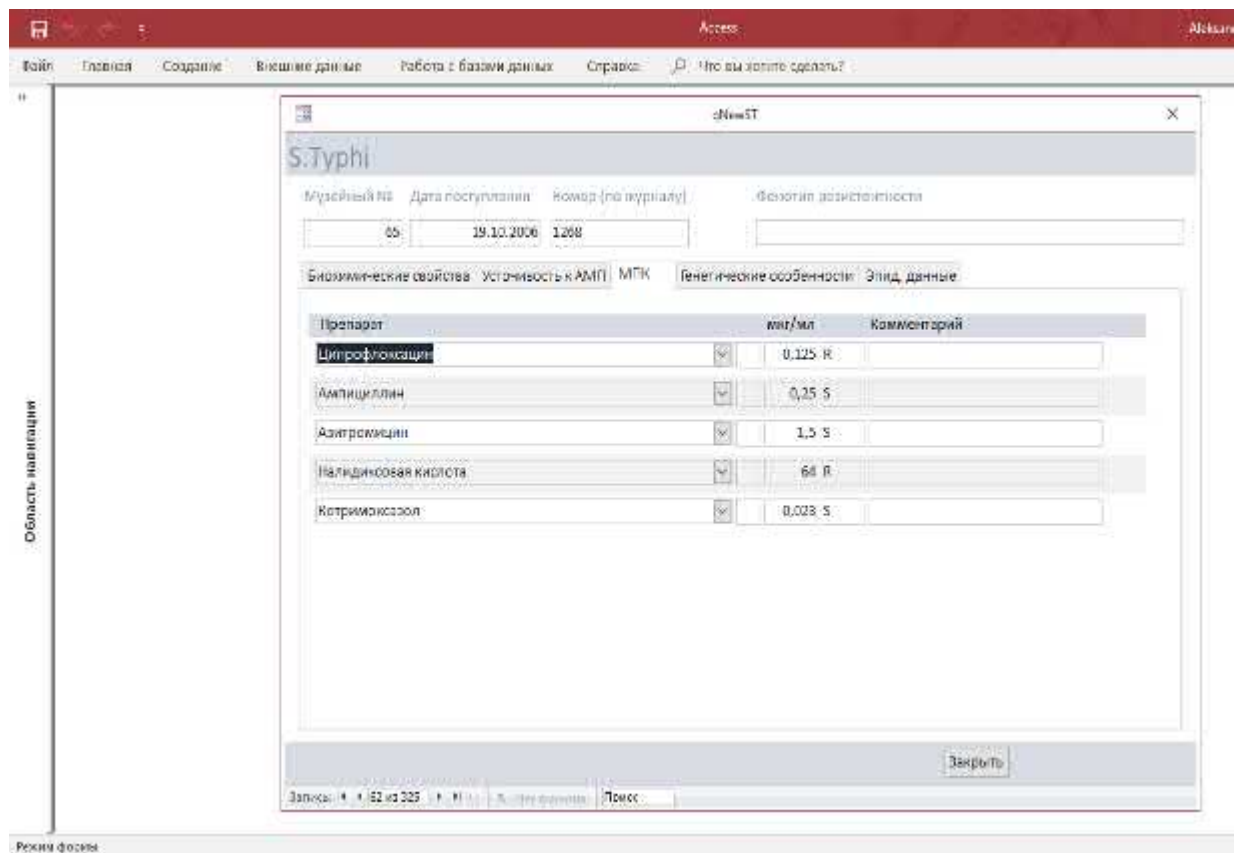 Access
Aleksan
Файл Главная Создание Внешние данные Работа с базами данных Справка Что вы хотите сделать?
qNewST
S.Typhi
Музейный № Дата поступления Номер (по журналу) Фенотип резистентности
65 19.10.2006 1268
Биохимические свойства Усточивость к АМП МПК Генетические особенности Эпид. данные
Препарат мкг/мл Комментарий
Ципрофлоксацин 0,125 R
Ампициллин 0,25 S
Азитромицин 1,5 S
Налидиксовая кислота 64 R
Котримоксазол 0,023 S
Область навигации
Закрыть
Запись: 62 из 325 Поиск
Режим формы